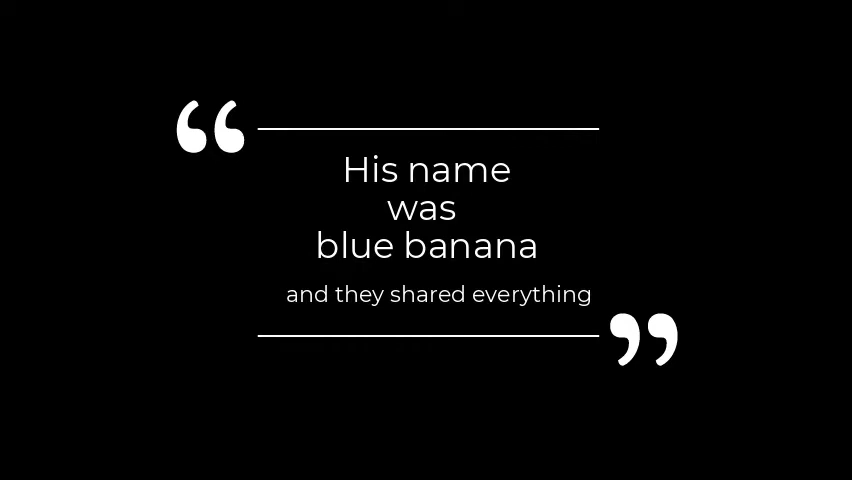 “
His name
was
blue banana
and they shared everything
”